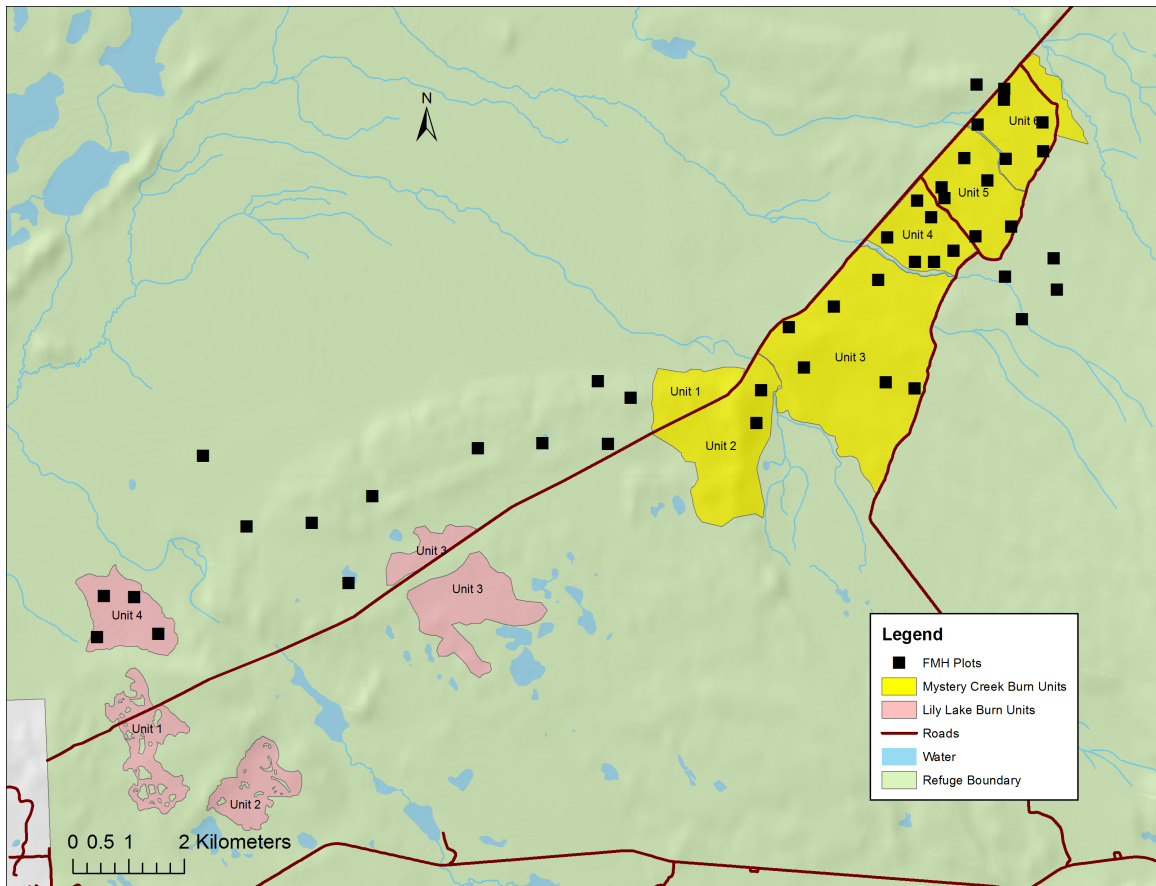 N
Unit 6
Unit 5
Unit 4
Unit 3
Unit 1
Unit 2
Unit 3
Unit 3
Unit 4
Unit 1
Unit 2
Legend
FMH Plots
Mystery Creek Burn Units
Lily Lake Burn Units
Roads
Water
Refuge Boundary
0 0.5 1 2 Kilometers